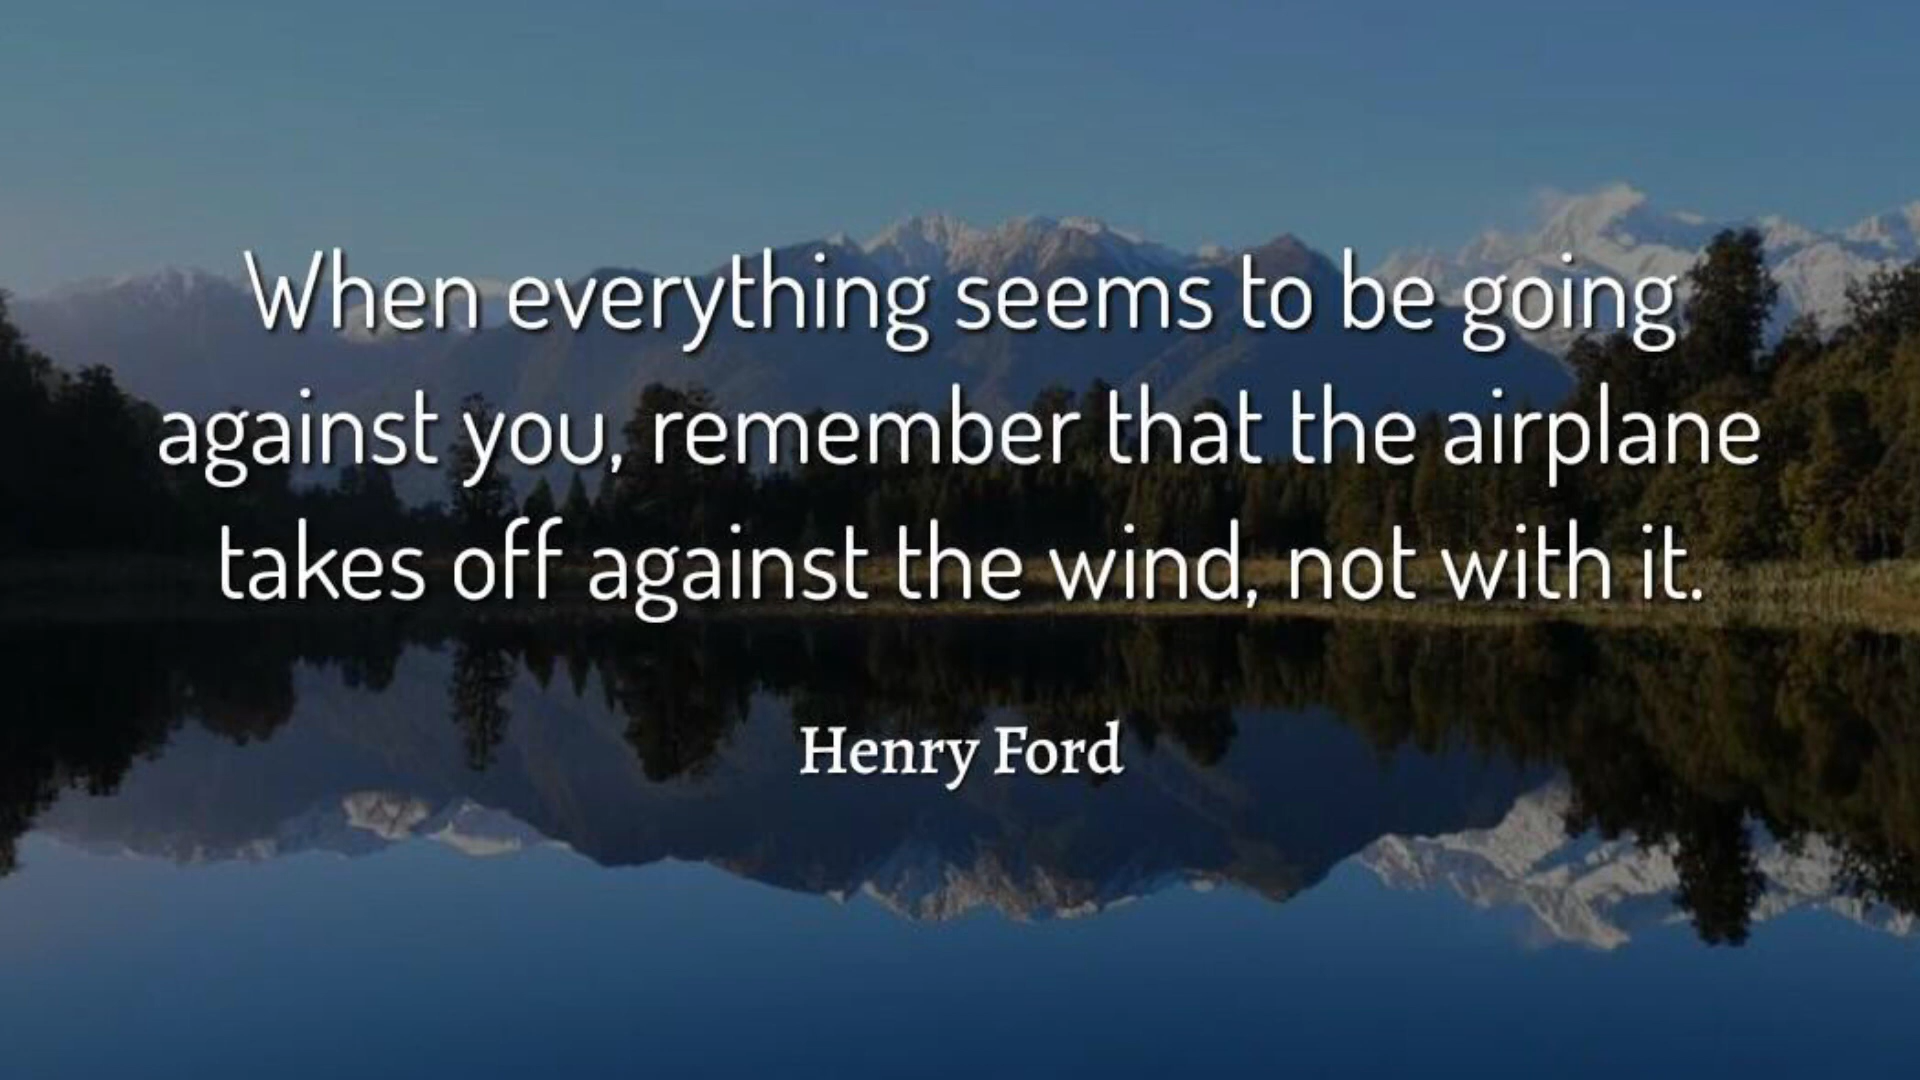 When everything seems to be going
against you, remember that the airplane
takes off against the wind, not with it.
Henry Ford